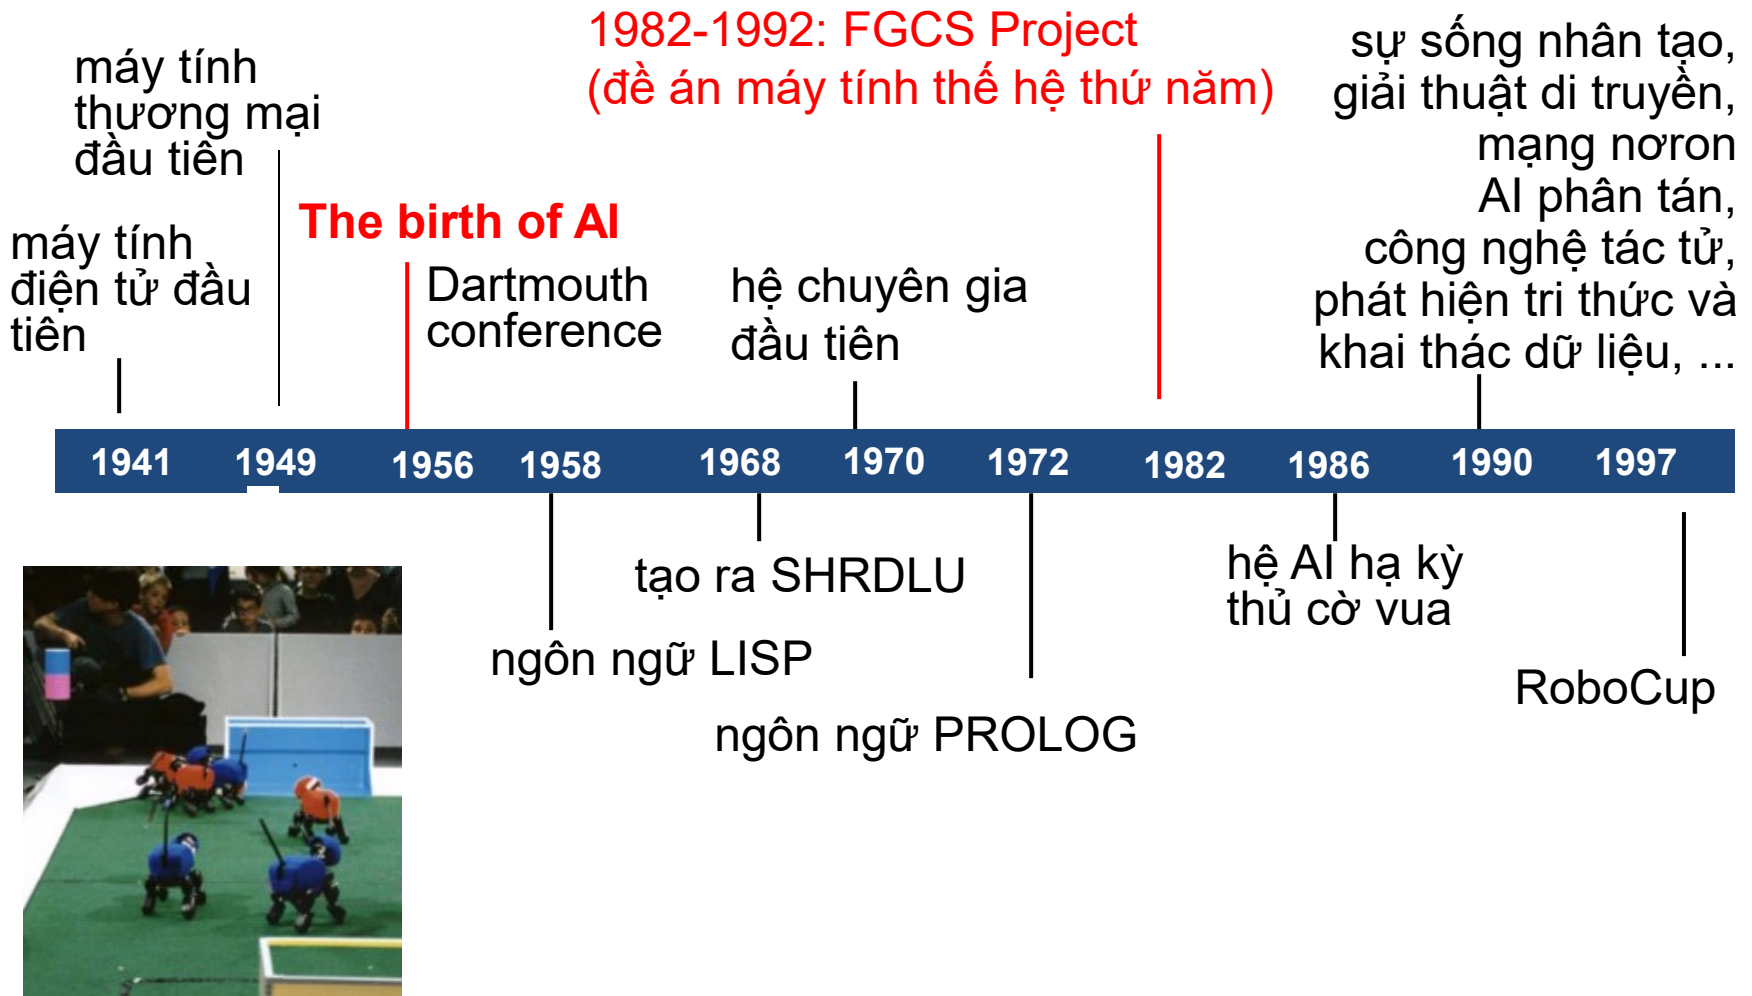 1982-1992: FGCS Project
(đề án máy tính thế hệ thứ năm)
máy tính
thương mại
đầu tiên
sự sống nhân tạo,
giải thuật di truyền,
mạng nơron
AI phân tán,
công nghệ tác tử,
phát hiện tri thức và
khai thác dữ liệu, ...
The birth of AI
máy tính
điện tử đầu
tiên
Dartmouth
conference
hệ chuyên gia
đầu tiên
1941 1949 1956 1958 1968 1970 1972 1982 1986 1990 1997
tạo ra SHRDLU
hệ AI hạ kỳ
thủ cờ vua
ngôn ngữ LISP
RoboCup
ngôn ngữ PROLOG